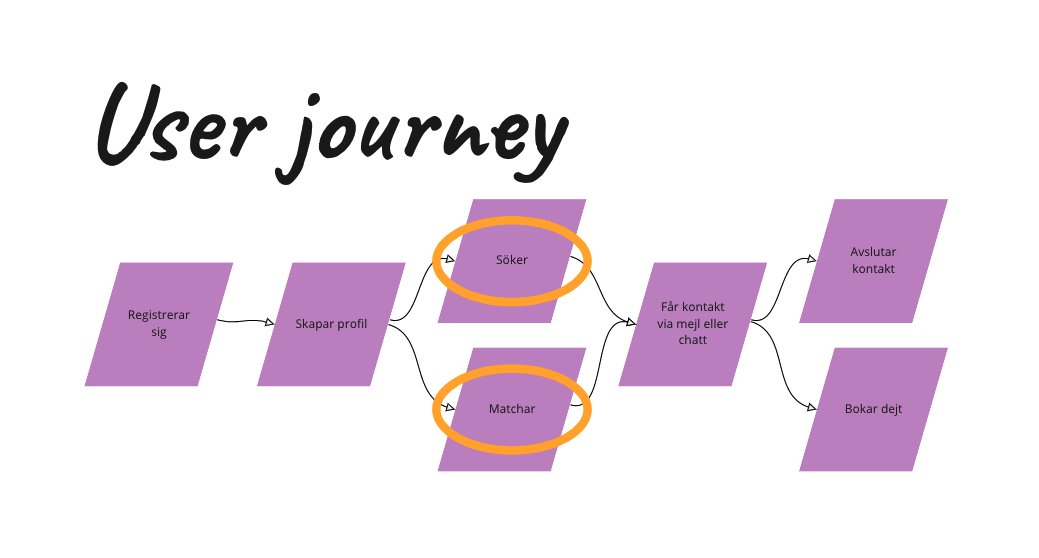 User journey
Registrerar
sig
Skapar profil
Söker
Matchar
Får kontakt
via mejl eller
chatt
Avslutar
kontakt
Bokar dejt